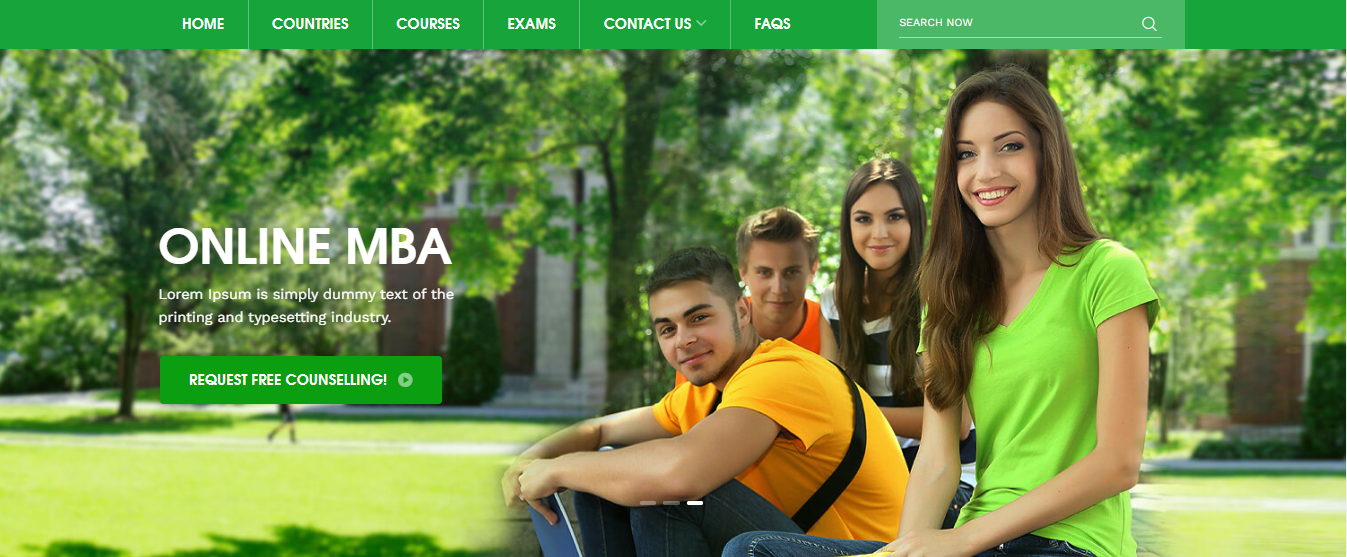 HOME COUNTRIES COURSES EXAMS CONTACT US FAQS SEARCH NOW
ONLINE MBA
Lorem Ipsum is simply dummy text of the
printing and typesetting industry.
REQUEST FREE COUNSELLING!